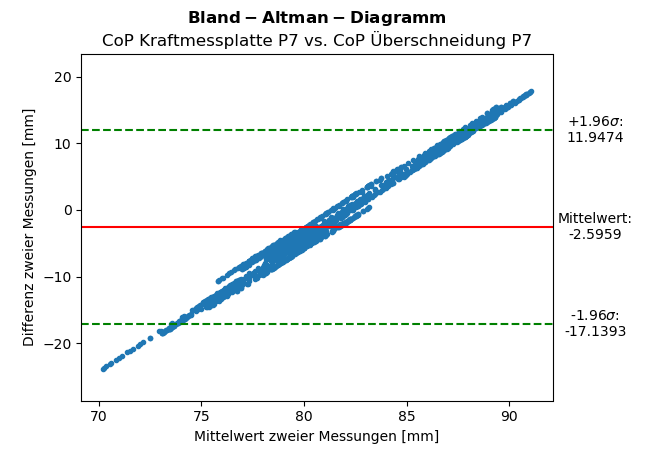 Bland − Altman − Diagramm
CoP Kraftmessplatte P7 vs. CoP Überschneidung P7
Differenz zweier Messungen [mm]
20
10
0
−10
−20
70
75
80
85
90
Mittelwert zweier Messungen [mm]
+1.96σ:
11.9474
Mittelwert:
-2.5959
-1.96σ:
-17.1393